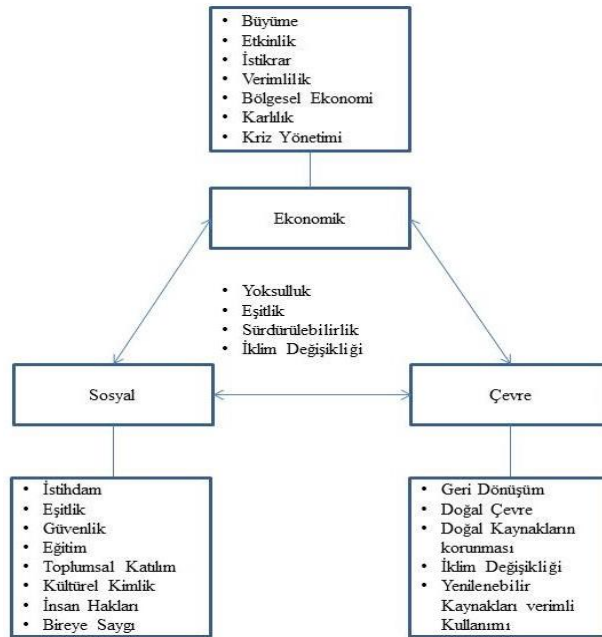 • Büyüme
• Etkinlik
• İstikrar
• Verimlilik
• Bölgesel Ekonomi
• Karlılık
• Kriz Yönetimi
Ekonomik
• Yoksulluk
• Eşitlik
• Sürdürülebilirlik
• İklim Değişikliği
Sosyal
Çevre
• İstihdam
• Eşitlik
• Güvenlik
• Eğitim
• Toplumsal Katılım
• Kültürel Kimlik
• İnsan Hakları
• Bireye Saygı
• Geri Dönüşüm
• Doğal Çevre
• Doğal Kaynakların
korunması
• İklim Değişikliği
• Yenilenebilir
Kaynakları verimli
Kullanımı